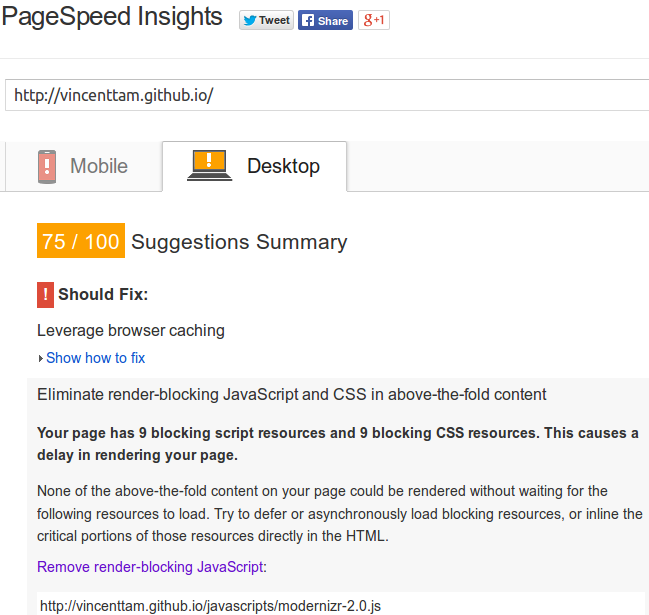 PageSpeed Insights Tweet Share g+1
http://vincenttam.github.io/
! Mobile ! Desktop
75 / 100 Suggestions Summary
! Should Fix:
Leverage browser caching
Show how to fix
Eliminate render-blocking JavaScript and CSS in above-the-fold content
Your page has 9 blocking script resources and 9 blocking CSS resources. This causes a
delay in rendering your page.
None of the above-the-fold content on your page could be rendered without waiting for the
following resources to load. Try to defer or asynchronously load blocking resources, or inline the
critical portions of those resources directly in the HTML.
Remove render-blocking JavaScript:
http://vincenttam.github.io/javascripts/modernizr-2.0.js